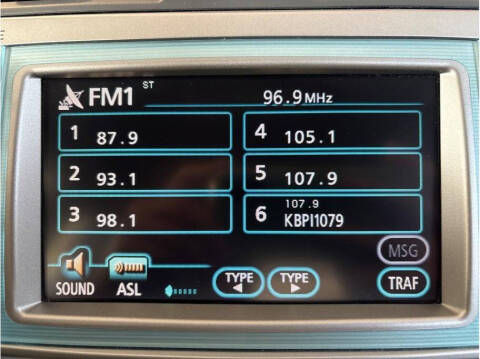 FM1 ST 96.9 MHz
1 87.9
2 93.1
3 98.1
4 105.1
5 107.9
6 107.9
KBPI1079
MSG
SOUND ASL TYPE TYPE TRAF